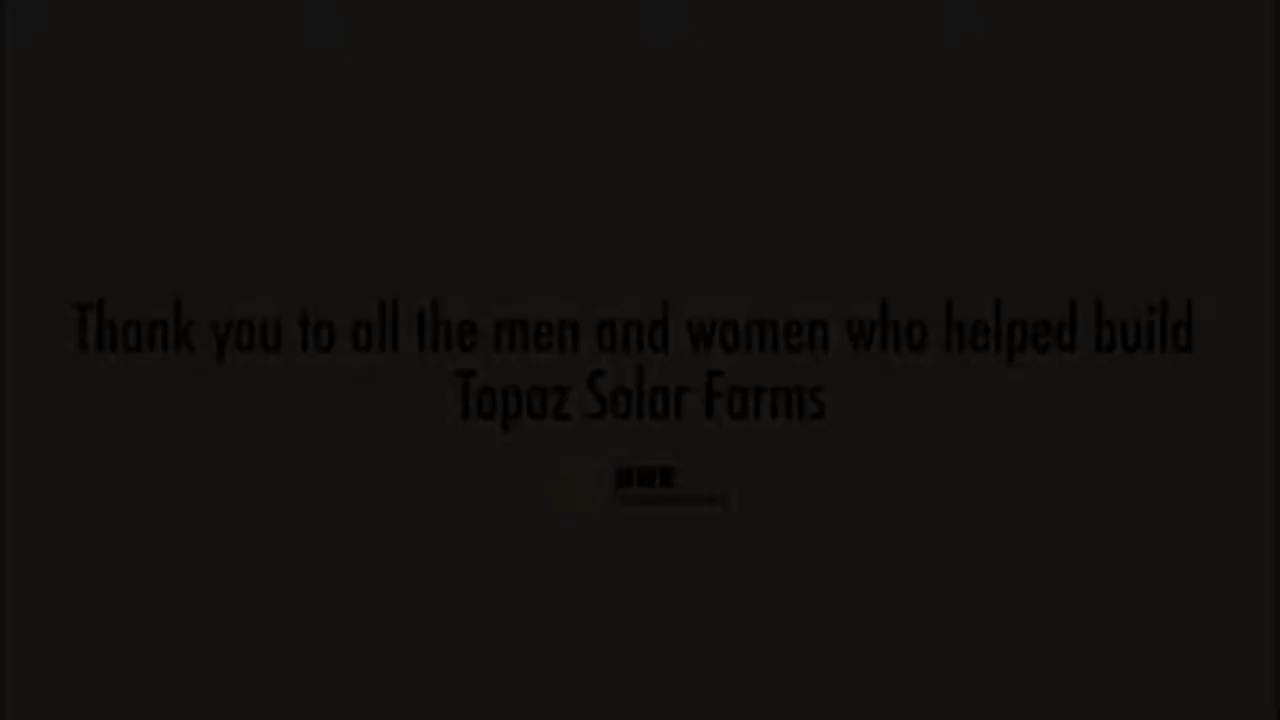 Thank you to all the men and women who helped build
Topaz Solar Farms